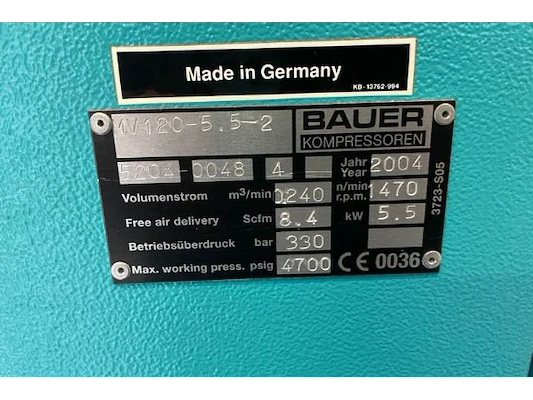 Made in Germany
KB-13762-994
MV120-5.5-2
BAUER
KOMPRESSOREN
5204-0048 4
Jahr
Year
2004
Volumenstrom m³/min 0.240
n/min
r.p.m.
1470
Free air delivery Scfm 8.4
kW 5.5
Betriebsüberdruck bar 330
Max. working press. psig 4700
CE 0036
3723-S05